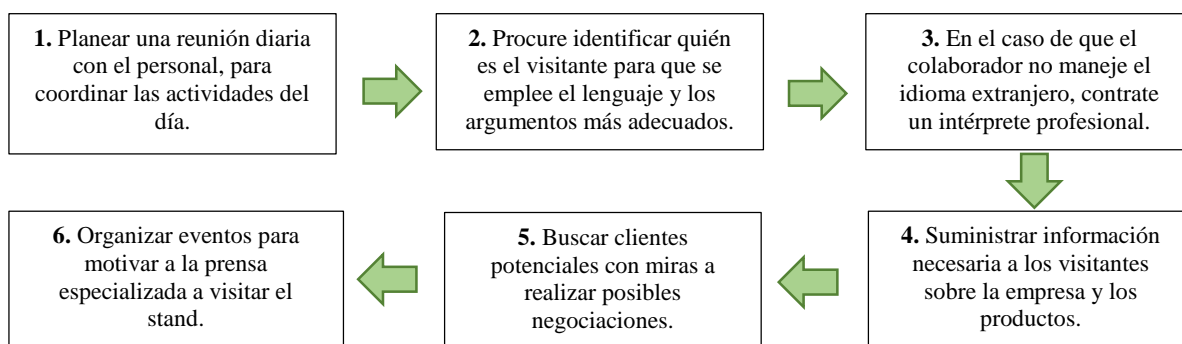 1. Planear una reunión diaria
con el personal, para
coordinar las actividades del
día.
2. Procure identificar quién
es el visitante para que se
emplee el lenguaje y los
argumentos más adecuados.
3. En el caso de que el
colaborador no maneje el
idioma extranjero, contrate
un intérprete profesional.
4. Suministrar información
necesaria a los visitantes
sobre la empresa y los
productos.
5. Buscar clientes
potenciales con miras a
realizar posibles
negociaciones.
6. Organizar eventos para
motivar a la prensa
especializada a visitar el
stand.